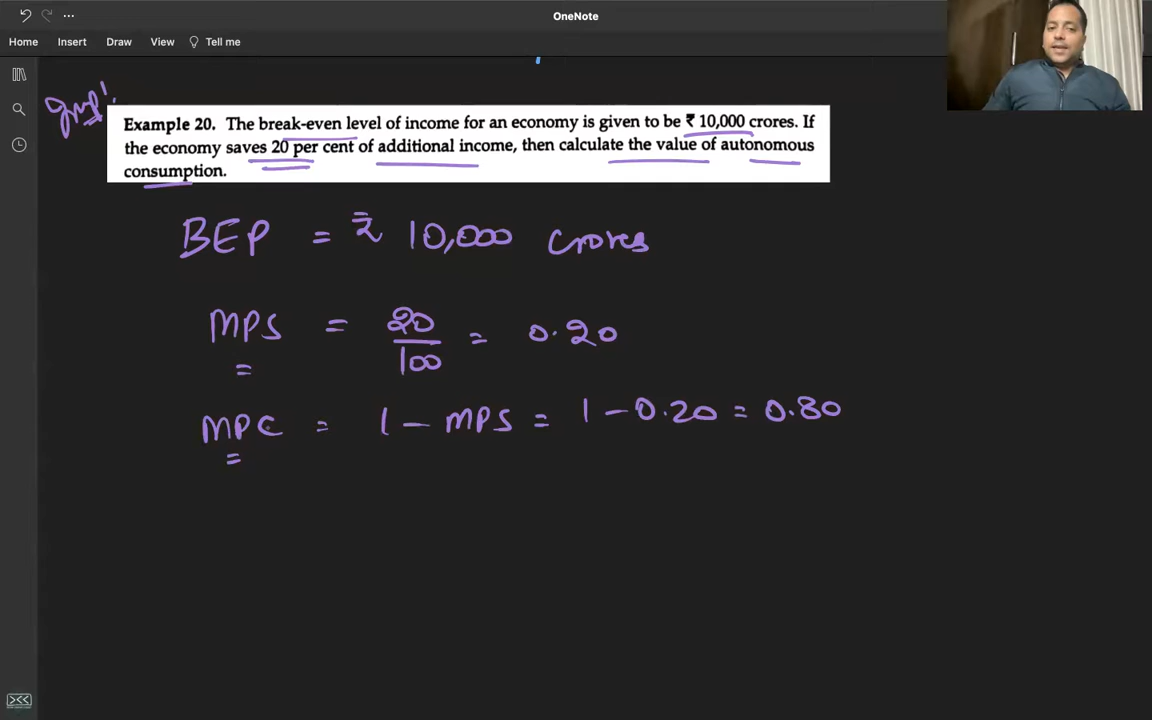 OneNote
Home Insert Draw View Tell me
Imp!
Example 20. The break-even level of income for an economy is given to be ₹ 10,000 crores. If
the economy saves 20 per cent of additional income, then calculate the value of autonomous
consumption.
BEP = ₹ 10,000 crores
MPS = 20/100 = 0.20
MPC = 1 - MPS = 1 - 0.20 = 0.80